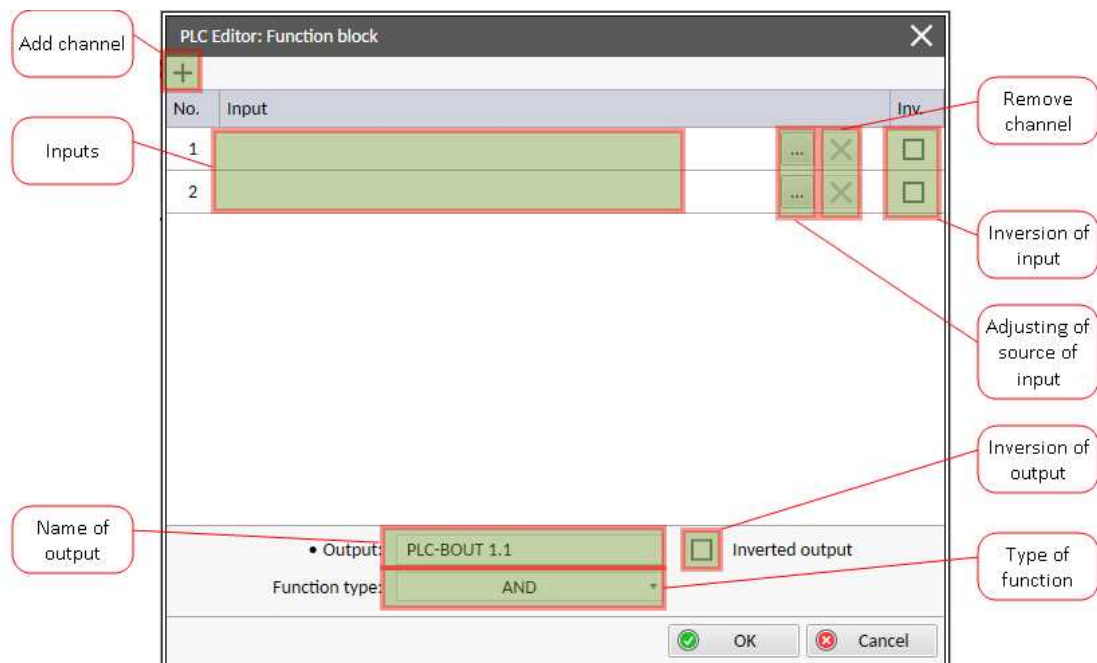 PLC Editor: Function block
Add channel
No. Input Inv.
Remove
channel
Inputs
1 ...
2 ...
Inversion of
input
Adjusting of
source of
input
Inversion of
output
Name of
output
• Output: PLC-BOUT 1.1 Inverted output
Function type: AND
Type of
function
OK Cancel